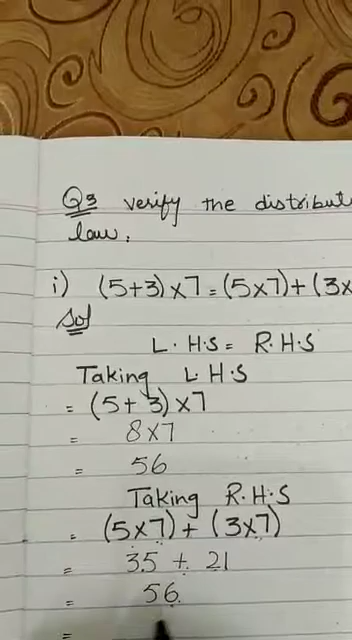 Q3 verify the distribut
law.
i) (5+3)×7=(5×7)+(3×
Sol
L.H.S = R.H.S
Taking L.H.S
= (5+3)×7
= 8×7
= 56
Taking R.H.S
= (5×7)+(3×7)
= 35 + 21
= 56
=